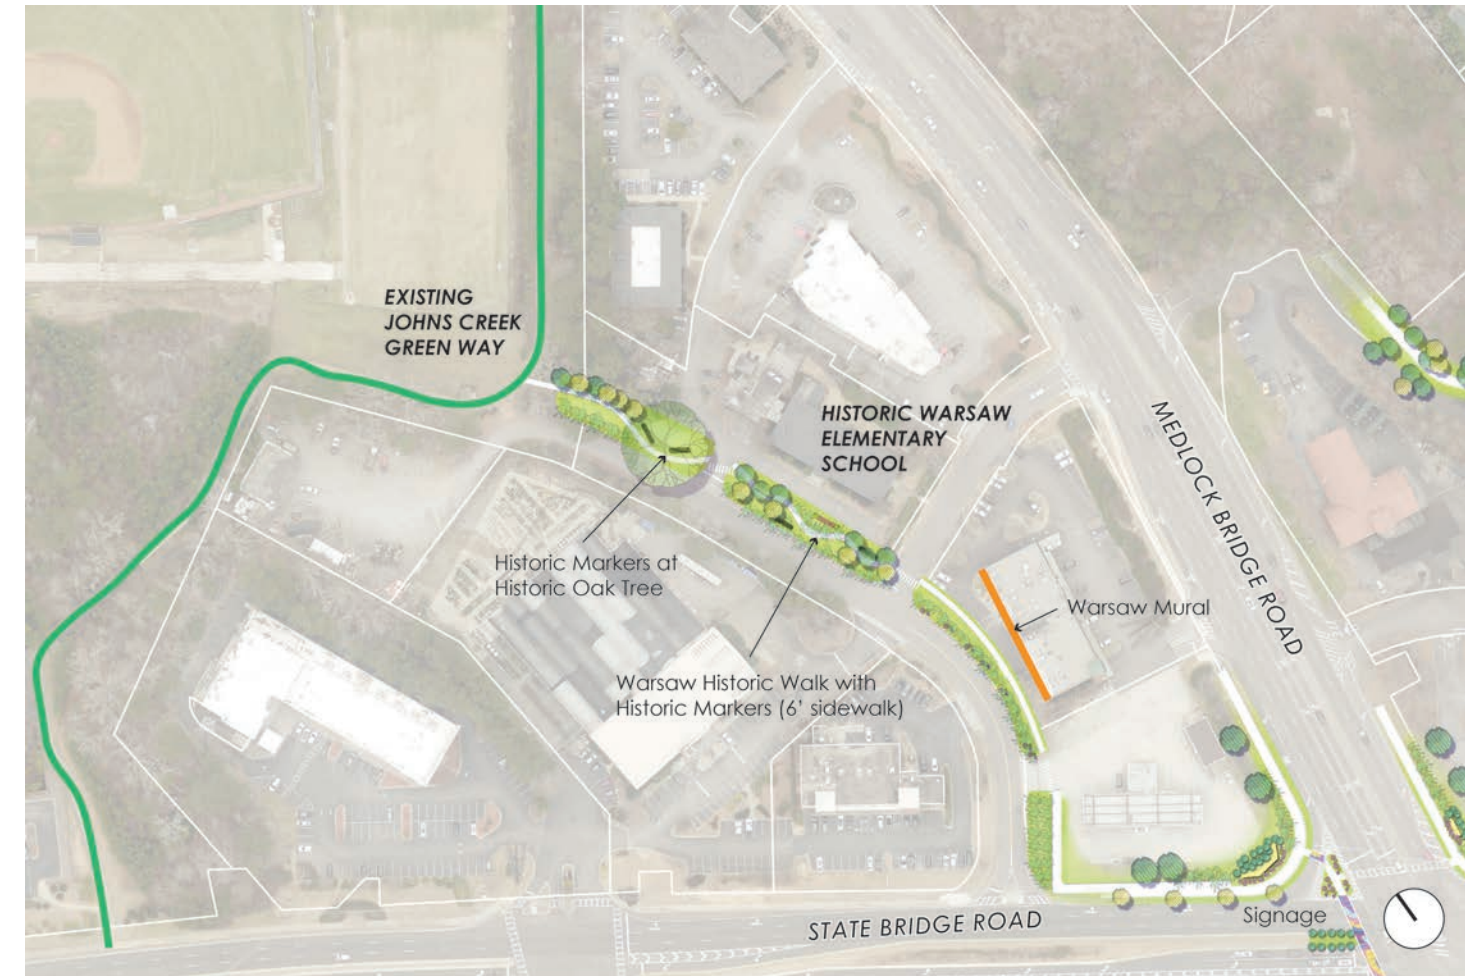 EXISTING
JOHNS CREEK
GREEN WAY
HISTORIC WARSAW
ELEMENTARY
SCHOOL
MEDLOCK BRIDGE ROAD
Historic Markers at
Historic Oak Tree
Warsaw Mural
Warsaw Historic Walk with
Historic Markers (6' sidewalk)
STATE BRIDGE ROAD
Signage